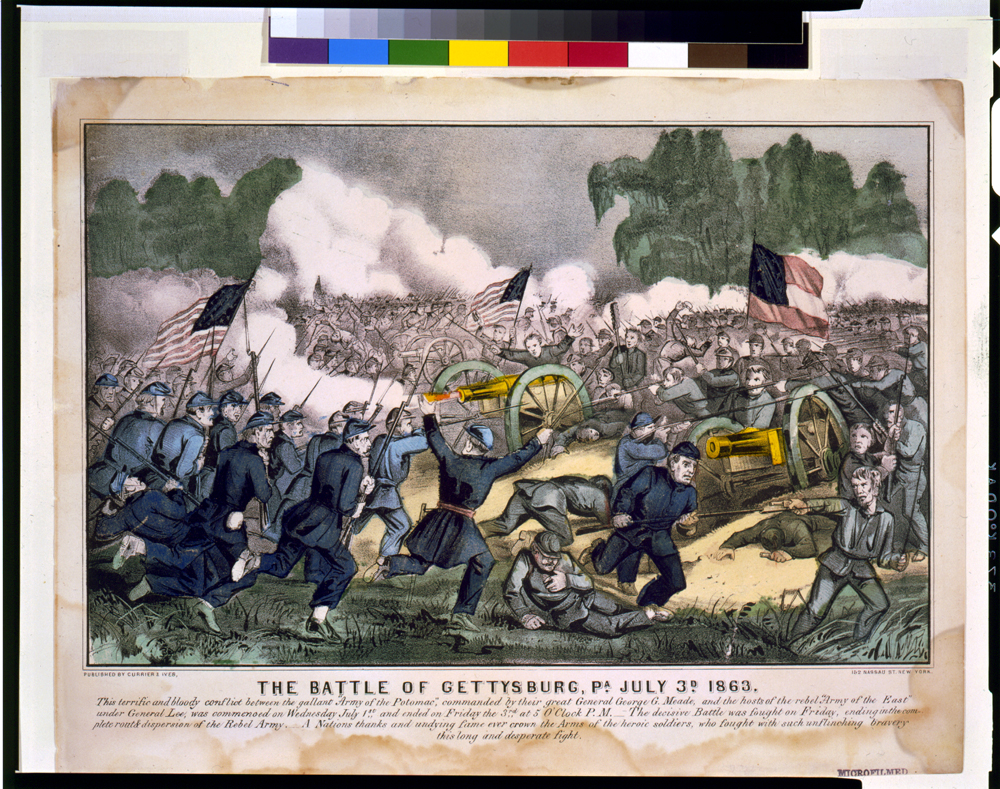 PUBLISHED BY CURRIER & IVES,
152 NASSAU ST. NEW YORK.
THE BATTLE OF GETTYSBURG, PA. JULY 3D 1863.
This terrific and bloody conflict between the gallant "Army of the Potomac", commanded by their great General George G. Meade, and the hosts of the rebel "Army of the East"
under General Lee; was commenced on Wednesday July 1st and ended on Friday the 3rd at 5 O'Clock P. M. — The decisive Battle was fought on Friday, ending in the com-
plete rout & dispersion of the Rebel Army. A Nations thanks and undying fame ever crown the Arms of the heroic soldiers, who fought with such unflinching bravery
this long and desperate fight.
MICROFILMED